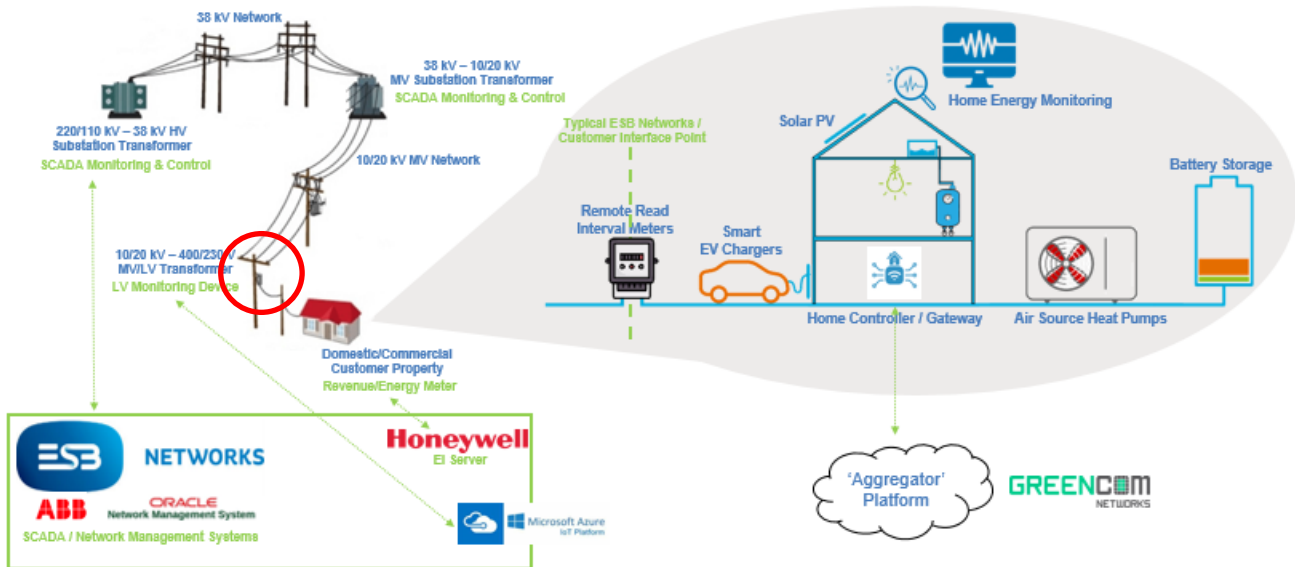 38 kV Network
38 kV – 10/20 kV
MV Substation Transformer
SCADA Monitoring & Control
220/110 kV – 38 kV HV
Substation Transformer
SCADA Monitoring & Control
10/20 kV MV Network
10/20 kV – 400/230 V
MV/LV Transformer
LV Monitoring Device
Domestic/Commercial
Customer Property
Revenue/Energy Meter
Typical ESB Networks /
Customer Interface Point
Remote Read
Interval Meters
Smart
EV Chargers
Solar PV
Home Energy Monitoring
Home Controller / Gateway
Air Source Heat Pumps
Battery Storage
ESB NETWORKS
ABB
ORACLE
Network Management System
SCADA / Network Management Systems
Honeywell
EI Server
Microsoft Azure
IoT Platform
‘Aggregator’
Platform
GREENCOM
NETWORKS